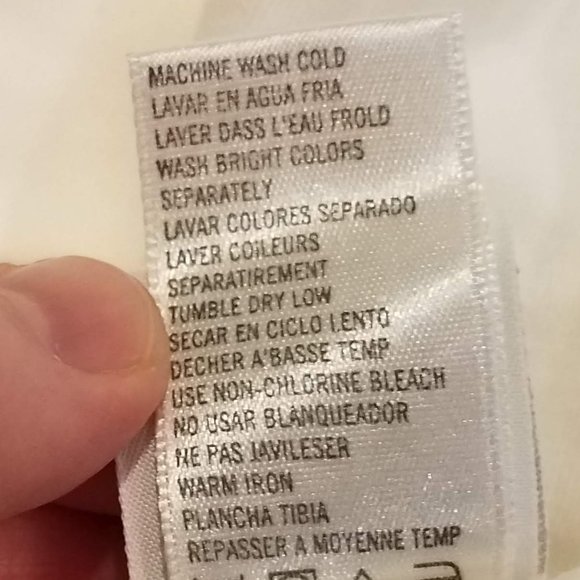 MACHINE WASH COLD
LAVAR EN AGUA FRIA
LAVER DASS L'EAU FROLD
WASH BRIGHT COLORS
SEPARATELY
LAVAR COLORES SEPARADO
LAVER COILEURS
SEPARATIREMENT
TUMBLE DRY LOW
SECAR EN CICLO LENTO
DECHER A'BASSE TEMP
USE NON-CHLORINE BLEACH
NO USAR BLANQUEADOR
NE PAS JAVILESER
WARM IRON
PLANCHA TIBIA
REPASSER A MOYENNE TEMP